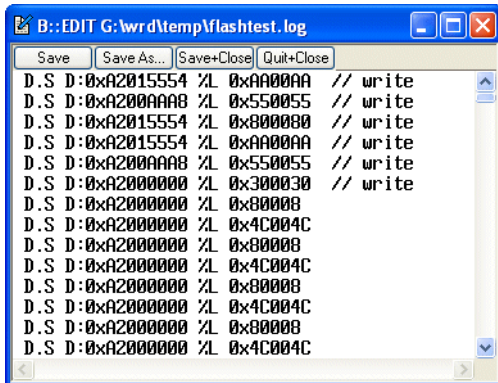 B::EDIT G:\wrd\temp\flashtest.log
Save Save As... Save+Close Quit+Close
D.S D:0xA2015554 %L 0xAA00AA // write
D.S D:0xA200AAA8 %L 0x550055 // write
D.S D:0xA2015554 %L 0x800080 // write
D.S D:0xA2015554 %L 0xAA00AA // write
D.S D:0xA200AAA8 %L 0x550055 // write
D.S D:0xA2000000 %L 0x300030 // write
D.S D:0xA2000000 %L 0x80008
D.S D:0xA2000000 %L 0x4C004C
D.S D:0xA2000000 %L 0x80008
D.S D:0xA2000000 %L 0x4C004C
D.S D:0xA2000000 %L 0x80008
D.S D:0xA2000000 %L 0x4C004C
D.S D:0xA2000000 %L 0x80008
D.S D:0xA2000000 %L 0x4C004C